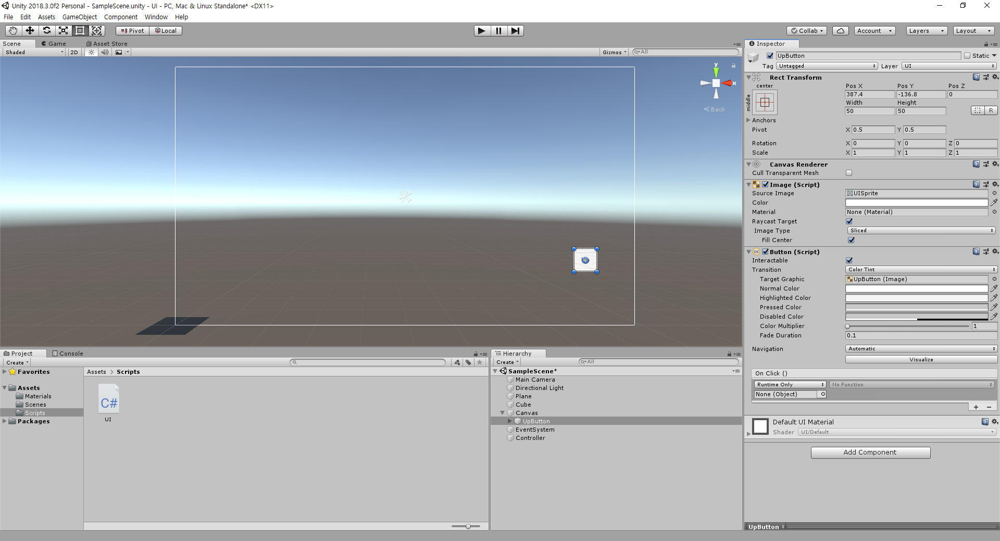 Unity 2018.3.0f2 Personal - SampleScene.unity - UI - PC, Mac & Linux Standalone* <DX11>
File Edit Assets GameObject Component Window Help
Pivot Local
Collab Account Layers Layout
Scene Game Asset Store
Shaded 2D Gizmos All
y
x
Back
Inspector
UpButton Static
Tag Untagged Layer UI
Rect Transform
center
middle
Pos X Pos Y Pos Z
387.4 -136.8 0
Width Height
50 50 R
Anchors
Pivot X 0.5 Y 0.5
Rotation X 0 Y 0 Z 0
Scale X 1 Y 1 Z 1
Canvas Renderer
Cull Transparent Mesh
Image (Script)
Source Image UISprite
Color
Material None (Material)
Raycast Target
Image Type Sliced
Fill Center
OK Button (Script)
Interactable
Transition Color Tint
Target Graphic UpButton (Image)
Normal Color
Highlighted Color
Pressed Color
Disabled Color
Color Multiplier 1
Fade Duration 0.1
Navigation Automatic
Visualize
On Click ()
Runtime Only No Function
None (Object)
+ −
Default UI Material
Shader UI/Default
Add Component
UpButton
Project Console
Create
Favorites
Assets
Materials
Scenes
Scripts
Packages
Assets > Scripts
C#
UI
Hierarchy
Create All
SampleScene*
Main Camera
Directional Light
Plane
Cube
Canvas
UpButton
EventSystem
Controller